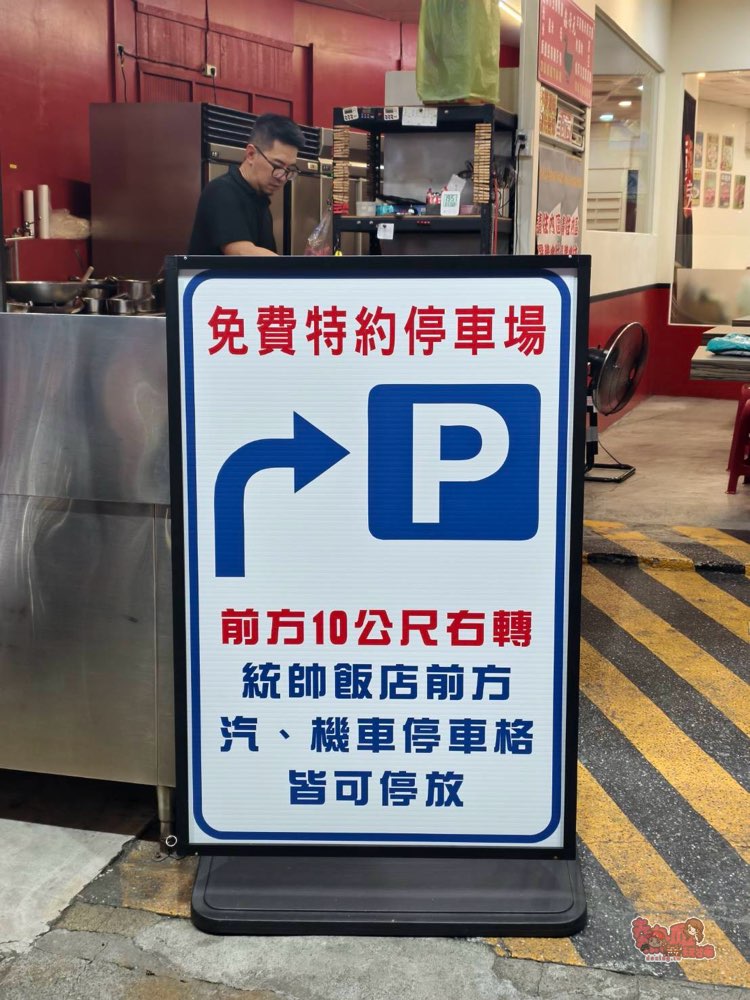 免費特約停車場
P
前方10公尺右轉
統帥飯店前方
汽、機車停車格
皆可停放